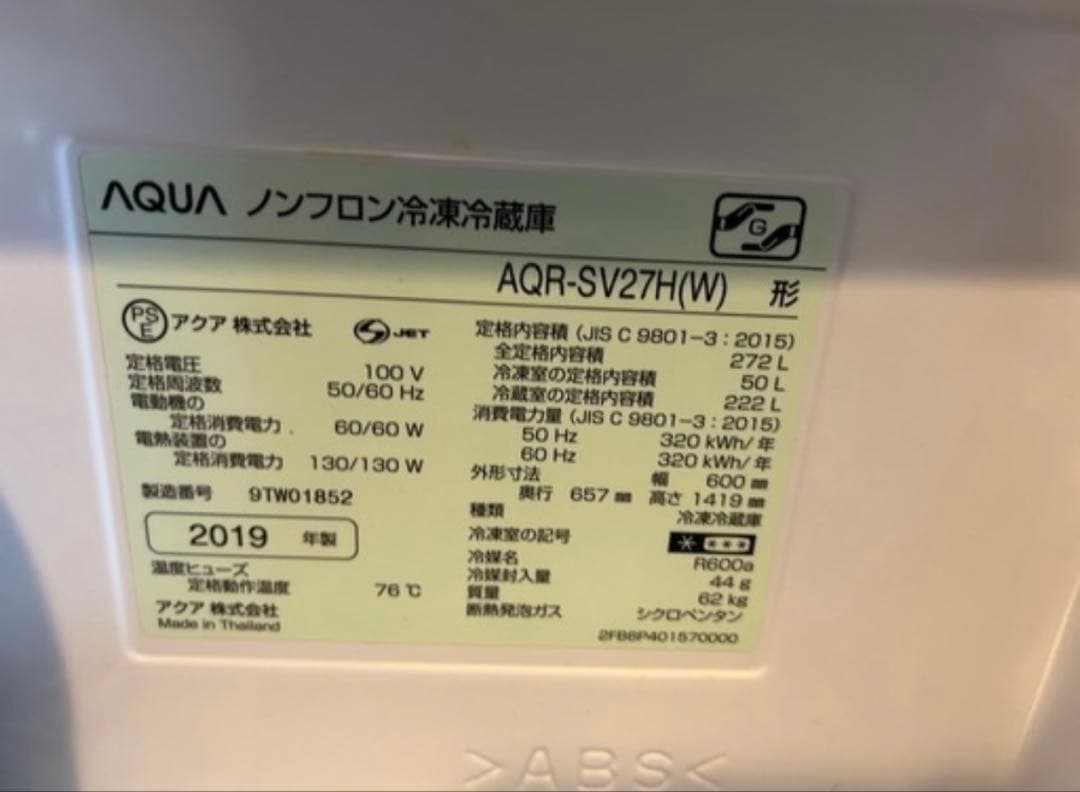 AQUA ノンフロン冷凍冷蔵庫
G
AQR-SV27H(W) 形
PSE アクア 株式会社 JET
定格電圧 100 V
定格周波数 50/60 Hz
電動機の
定格消費電力 60/60 W
電熱装置の
定格消費電力 130/130 W
製造番号 9TW01852
2019 年製
温度ヒューズ
定格動作温度 76 ℃
アクア 株式会社
Made in Thailand
定格内容積 (JIS C 9801-3 : 2015)
全定格内容積 272 L
冷凍室の定格内容積 50 L
冷蔵室の定格内容積 222 L
消費電力量 (JIS C 9801-3 : 2015)
50 Hz 320 kWh/年
60 Hz 320 kWh/年
外形寸法 幅 600 mm
奥行 657 mm 高さ 1419 mm
種類 冷凍冷蔵庫
冷凍室の記号
冷媒名 R600a
冷媒封入量 44 g
質量 62 kg
断熱発泡ガス シクロペンタン
2FB6P401570000
>ABS<